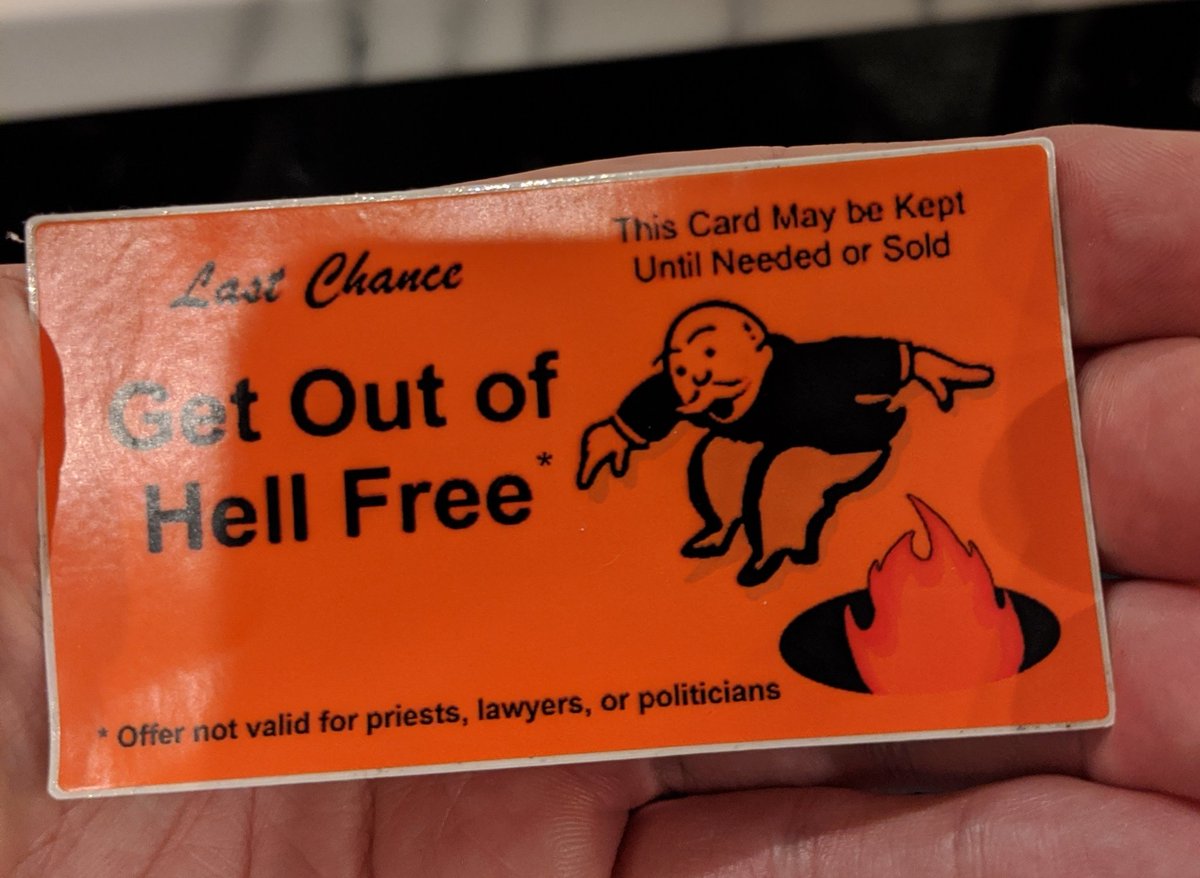 Last Chance
This Card May be Kept
Until Needed or Sold
Get Out of
Hell Free*
* Offer not valid for priests, lawyers, or politicians